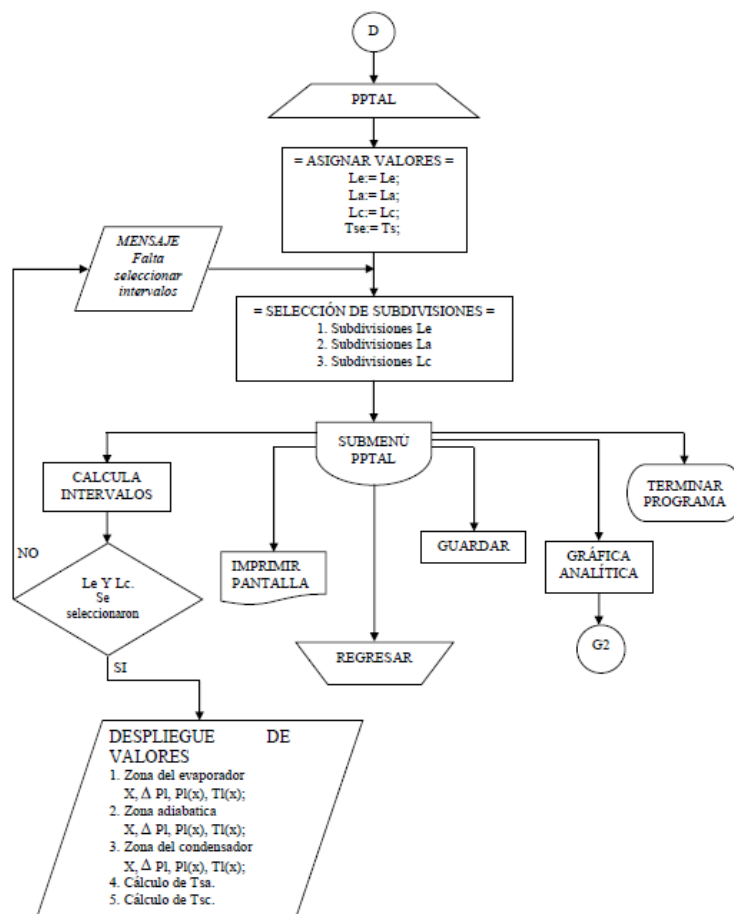 D
PPTAL
= ASIGNAR VALORES =
Le:= Le;
La:= La;
Lc:= Lc;
Tse:= Ts;
MENSAJE
Falta
seleccionar
intervalos
= SELECCIÓN DE SUBDIVISIONES =
1. Subdivisiones Le
2. Subdivisiones La
3. Subdivisiones Lc
SUBMENÚ
PPTAL
CALCULA
INTERVALOS
TERMINAR
PROGRAMA
GUARDAR
GRÁFICA
ANALÍTICA
IMPRIMIR
PANTALLA
NO
Le Y Lc.
Se
seleccionaron
G2
REGRESAR
SI
DESPLIEGUE DE
VALORES
1. Zona del evaporador
X, Δ Pl, Pl(x), Tl(x);
2. Zona adiabatica
X, Δ Pl, Pl(x), Tl(x);
3. Zona del condensador
X, Δ Pl, Pl(x), Tl(x);
4. Cálculo de Tsa.
5. Cálculo de Tsc.